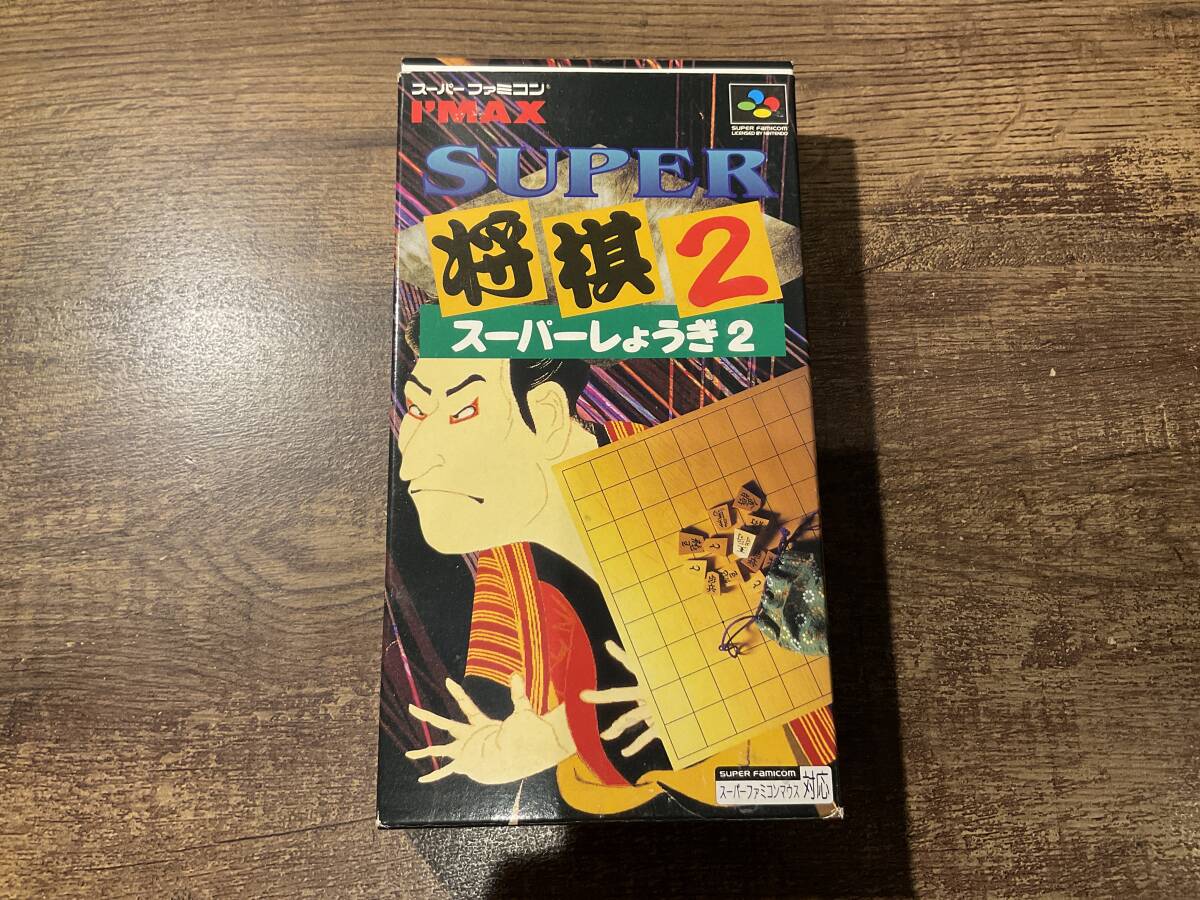 スーパーファミコン®
I'MAX
SUPER FAMICOM
LICENSED BY NINTENDO
SUPER
将棋2
スーパーしょうぎ2
SUPER FAMICOM
スーパーファミコンマウス対応